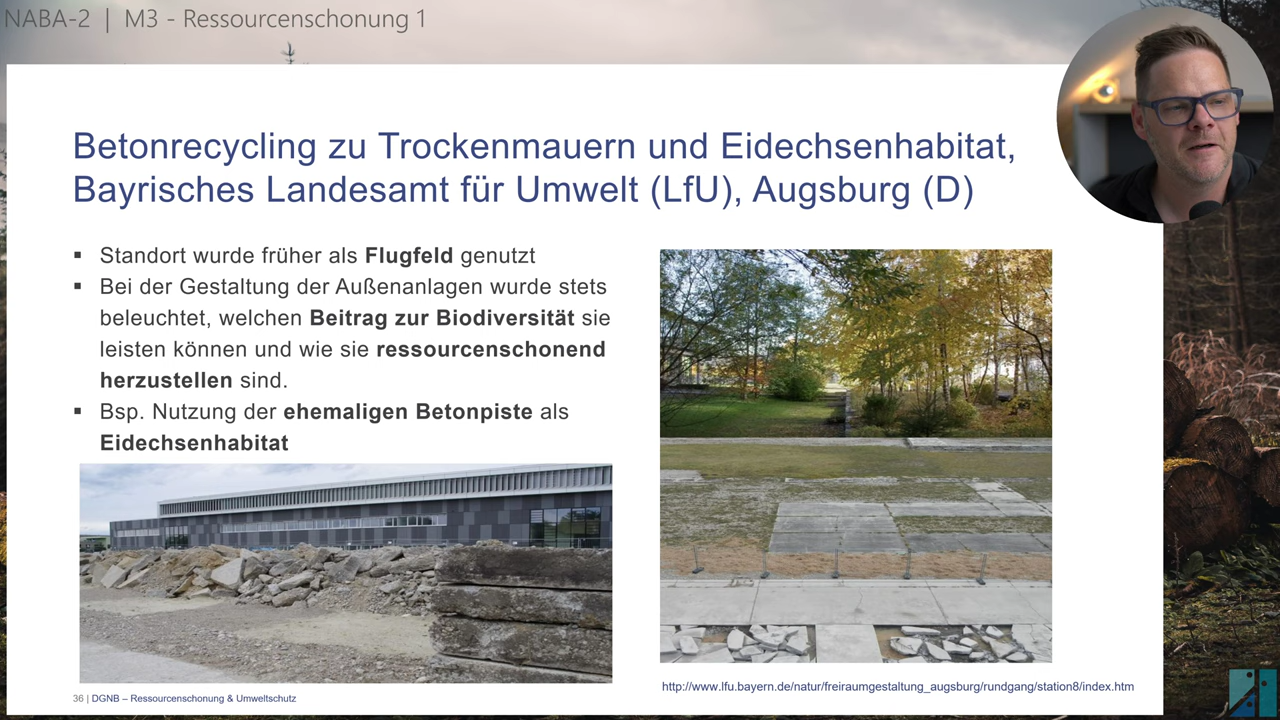 NABA-2 | M3 - Ressourcenschonung 1
Betonrecycling zu Trockenmauern und Eidechsenhabitat,
Bayrisches Landesamt für Umwelt (LfU), Augsburg (D)
▪ Standort wurde früher als Flugfeld genutzt
▪ Bei der Gestaltung der Außenanlagen wurde stets
beleuchtet, welchen Beitrag zur Biodiversität sie
leisten können und wie sie ressourcenschonend
herzustellen sind.
▪ Bsp. Nutzung der ehemaligen Betonpiste als
Eidechsenhabitat
http://www.lfu.bayern.de/natur/freiraumgestaltung_augsburg/rundgang/station8/index.htm
36 | DGNB – Ressourcenschonung & Umweltschutz